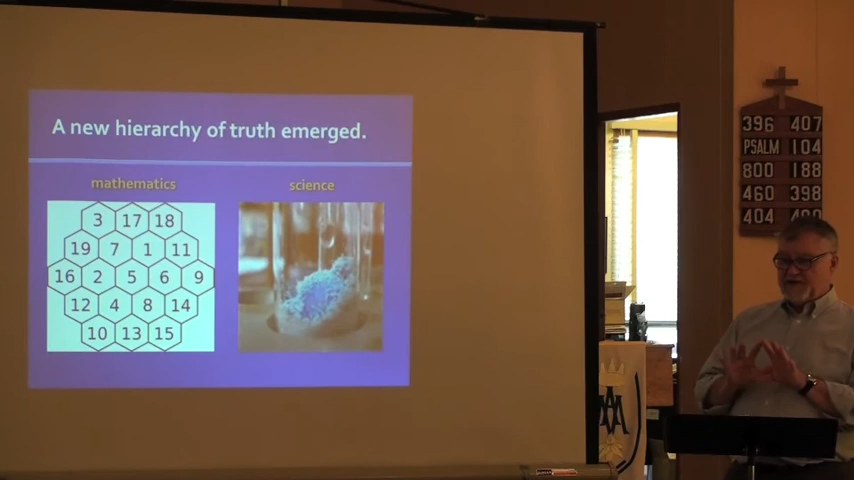 A new hierarchy of truth emerged.
mathematics
science
3 17 18
19 7 1 11
16 2 5 6 9
12 4 8 14
10 13 15
396 407
PSALM 104
800 188
460 398
404